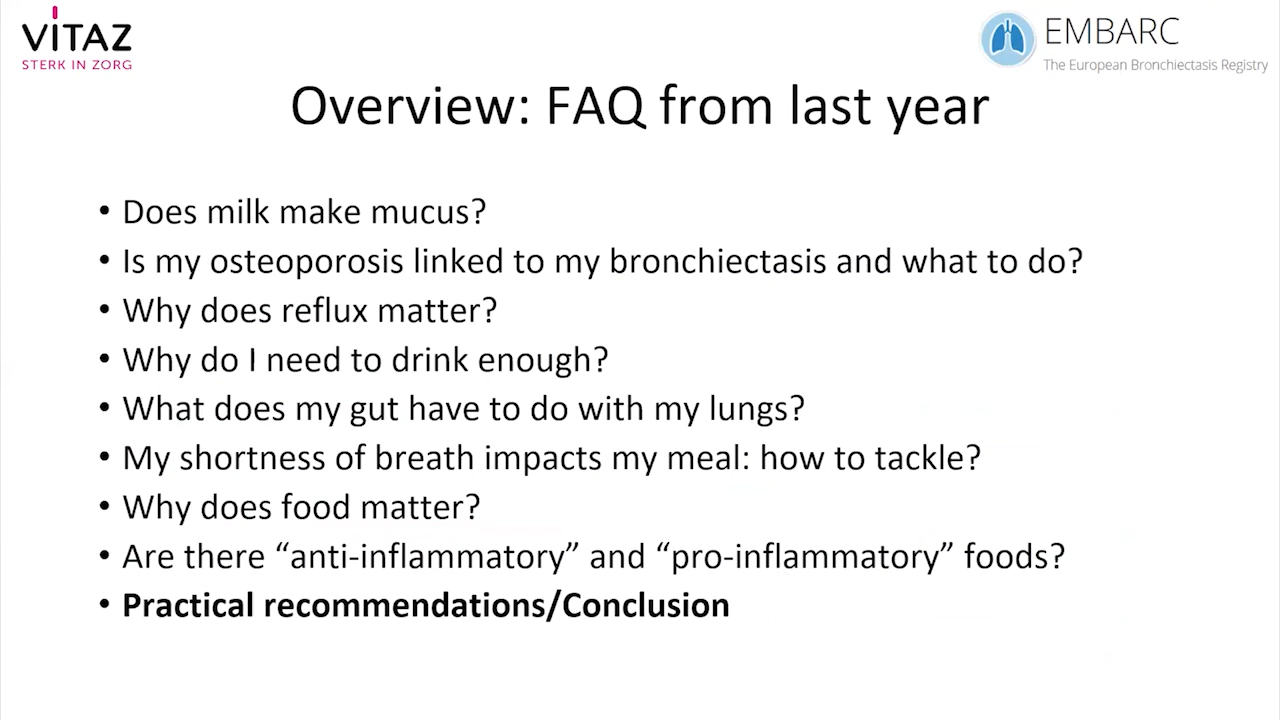 VITAZ
STERK IN ZORG
EMBARC
The European Bronchiectasis Registry
Overview: FAQ from last year
• Does milk make mucus?
• Is my osteoporosis linked to my bronchiectasis and what to do?
• Why does reflux matter?
• Why do I need to drink enough?
• What does my gut have to do with my lungs?
• My shortness of breath impacts my meal: how to tackle?
• Why does food matter?
• Are there “anti-inflammatory” and “pro-inflammatory” foods?
• Practical recommendations/Conclusion